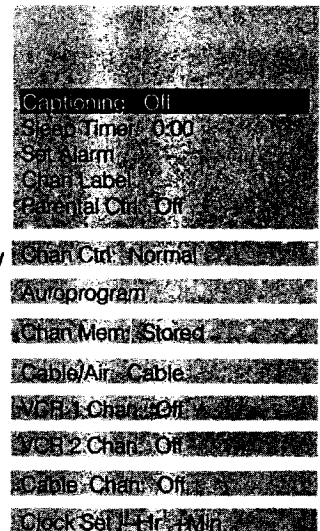 Captioning: Off
Sleep Timer: 0:00
Set Alarm
Chan Label
Parental Ctrl: Off
Chan Ctrl: Normal
Autoprogram
Chan Mem: Stored
Cable/Air: Cable
VCR 1 Chan: Off
VCR 2 Chan: Off
Cable Chan: Off
Clock Set